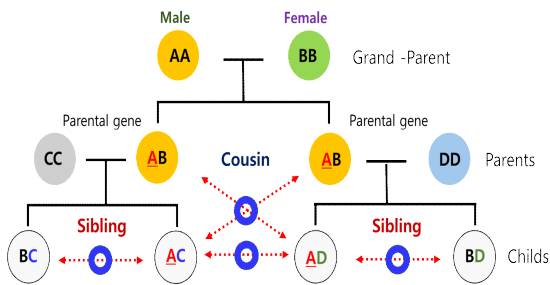 Male
Female
AA
BB
Grand -Parent
Parental gene
Parental gene
CC
AB
Cousin
AB
DD
Parents
Sibling
Sibling
BC
AC
AD
BD
Childs